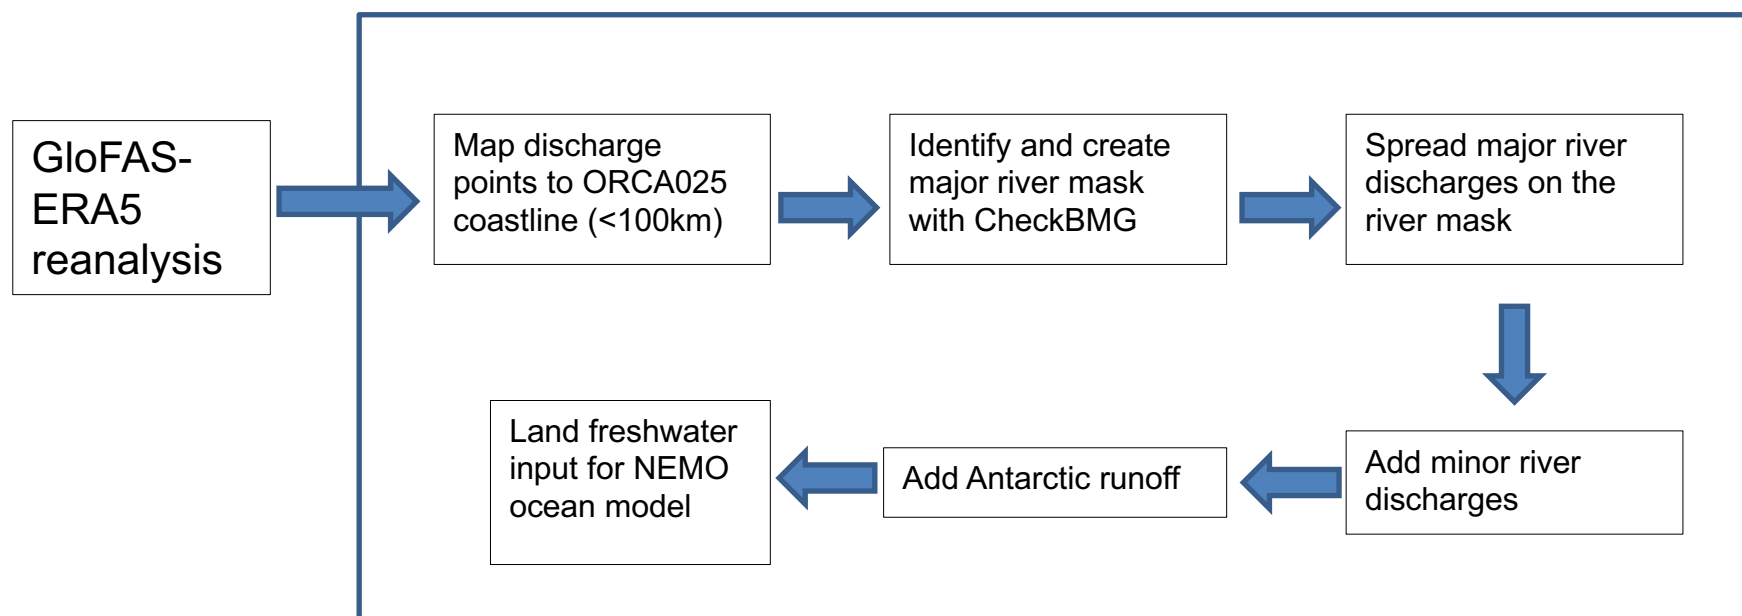 GloFAS-
ERA5
reanalysis
Map discharge
points to ORCA025
coastline (<100km)
Identify and create
major river mask
with CheckBMG
Spread major river
discharges on the
river mask
Add minor river
discharges
Add Antarctic runoff
Land freshwater
input for NEMO
ocean model